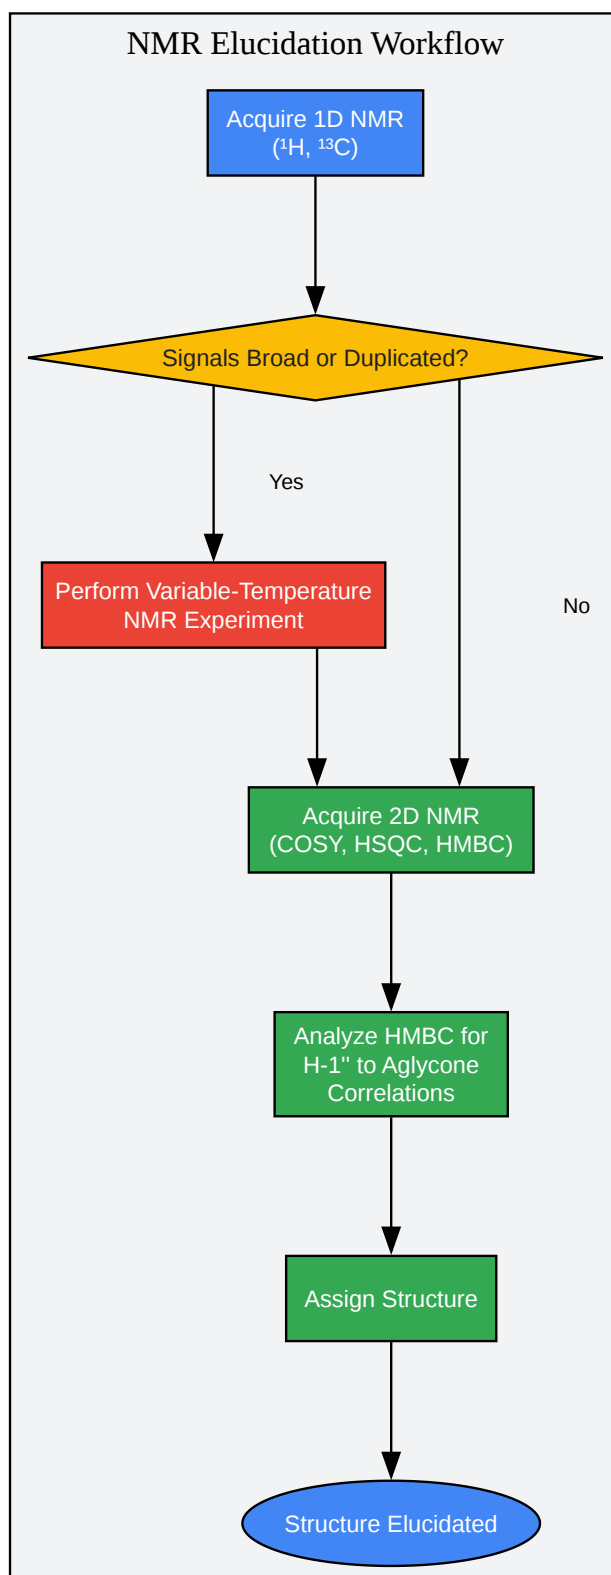 NMR Elucidation Workflow
Acquire 1D NMR
(¹H, ¹³C)
Signals Broad or Duplicated?
Yes
Perform Variable-Temperature
NMR Experiment
No
Acquire 2D NMR
(COSY, HSQC, HMBC)
Analyze HMBC for
H-1'' to Aglycone
Correlations
Assign Structure
Structure Elucidated